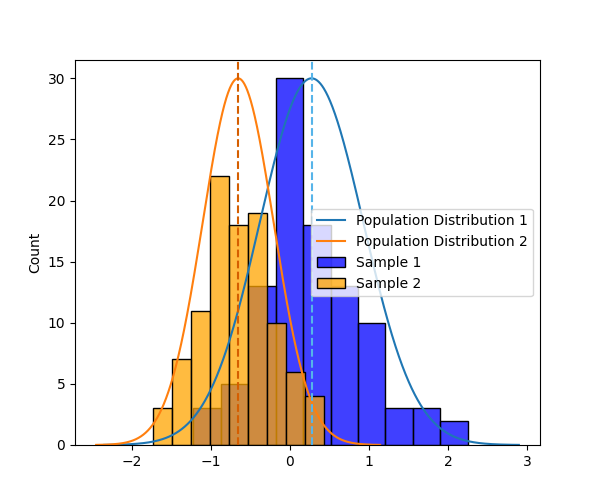 30
25
20
15
10
5
0
Count
Population Distribution 1
Population Distribution 2
Sample 1
Sample 2
−2 −1 0 1 2 3